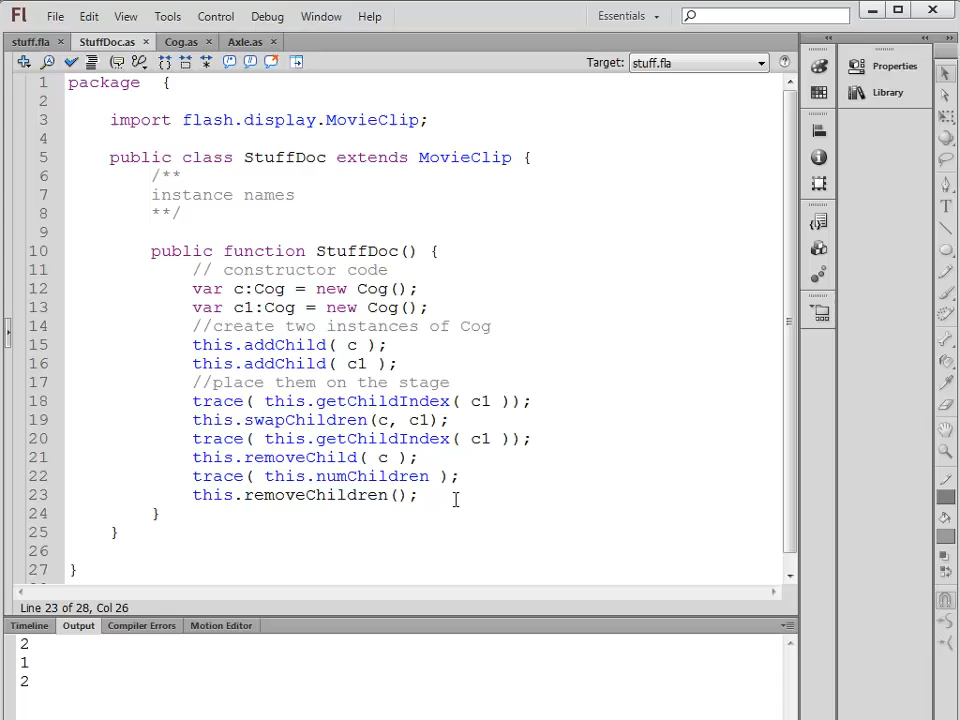 Fl File Edit View Tools Control Debug Window Help Essentials
stuff.fla × StuffDoc.as × Cog.as × Axle.as ×
Target: stuff.fla
Properties
Library
1 package {
2
3 import flash.display.MovieClip;
4
5 public class StuffDoc extends MovieClip {
6 /**
7 instance names
8 **/
9
10 public function StuffDoc() {
11 // constructor code
12 var c:Cog = new Cog();
13 var c1:Cog = new Cog();
14 //create two instances of Cog
15 this.addChild( c );
16 this.addChild( c1 );
17 //place them on the stage
18 trace( this.getChildIndex( c1 ));
19 this.swapChildren(c, c1);
20 trace( this.getChildIndex( c1 ));
21 this.removeChild( c );
22 trace( this.numChildren );
23 this.removeChildren();
24 }
25 }
26
27 }
Line 23 of 28, Col 26
Timeline Output Compiler Errors Motion Editor
2
1
2